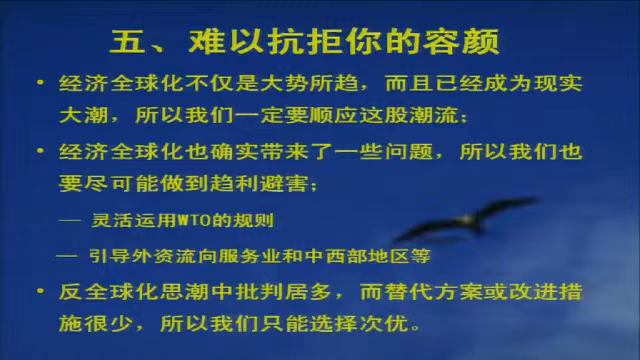 五、难以抗拒你的容颜
• 经济全球化不仅是大势所趋，而且已经成为现实
大潮，所以我们一定要顺应这股潮流；
• 经济全球化也确实带来了一些问题，所以我们也
要尽可能做到趋利避害；
— 灵活运用WTO的规则
— 引导外资流向服务业和中西部地区等
• 反全球化思潮中批判居多，而替代方案或改进措
施很少，所以我们只能选择次优。